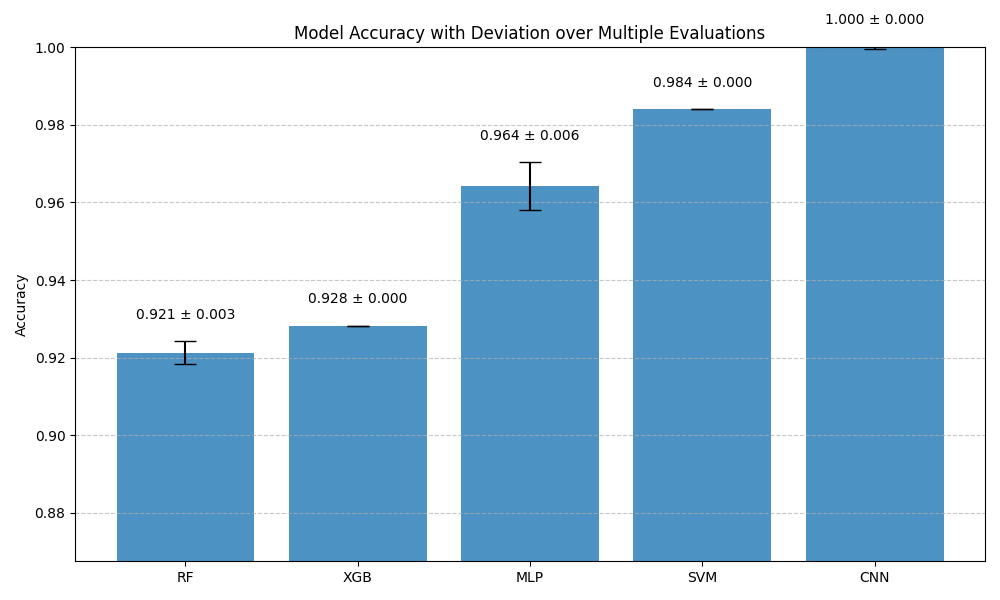 1.000 ± 0.000
Model Accuracy with Deviation over Multiple Evaluations
1.00
0.984 ± 0.000
0.98
0.964 ± 0.006
0.96
0.94
0.928 ± 0.000
0.921 ± 0.003
Accuracy
0.92
0.90
0.88
RF XGB MLP SVM CNN